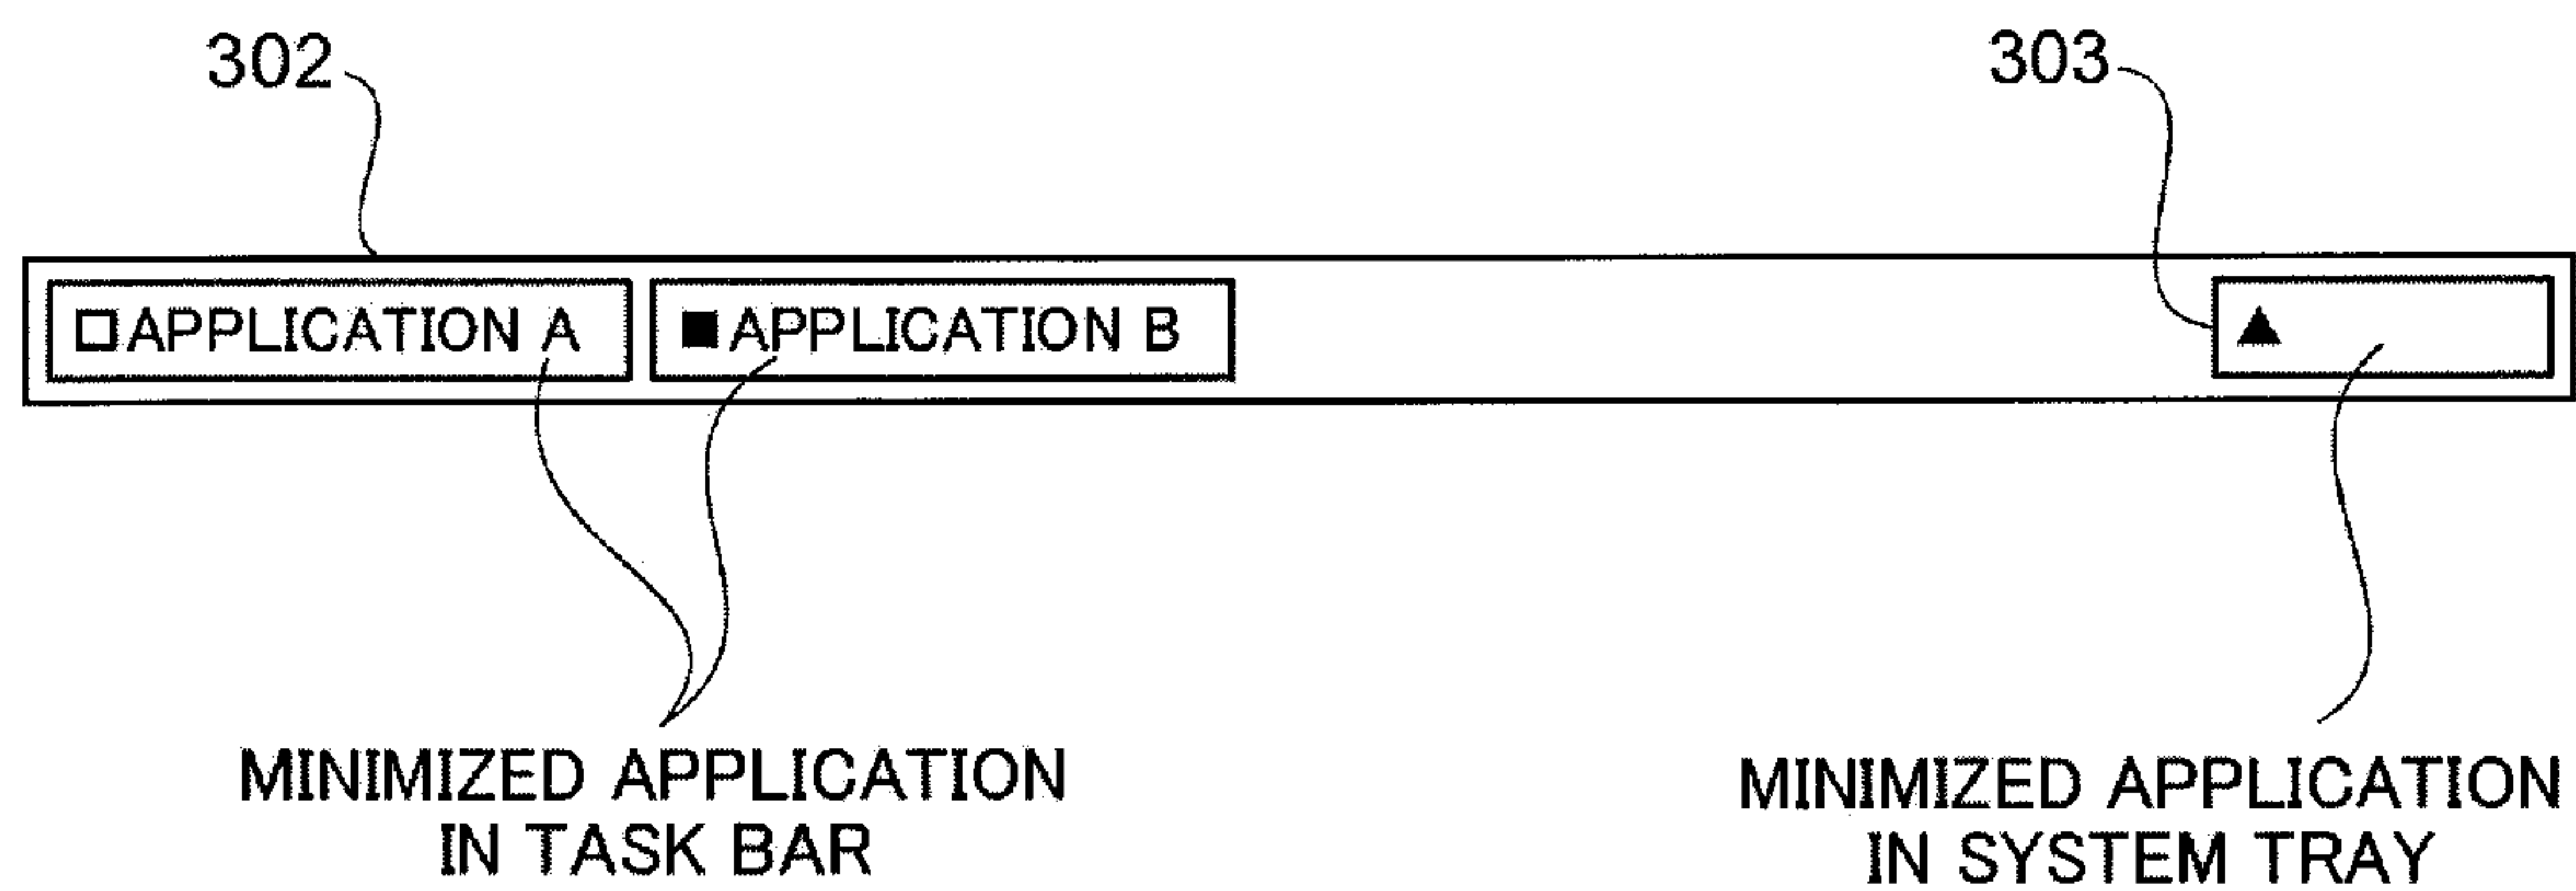 302
303
□APPLICATION A
■APPLICATION B
▲
MINIMIZED APPLICATION
IN TASK BAR
MINIMIZED APPLICATION
IN SYSTEM TRAY